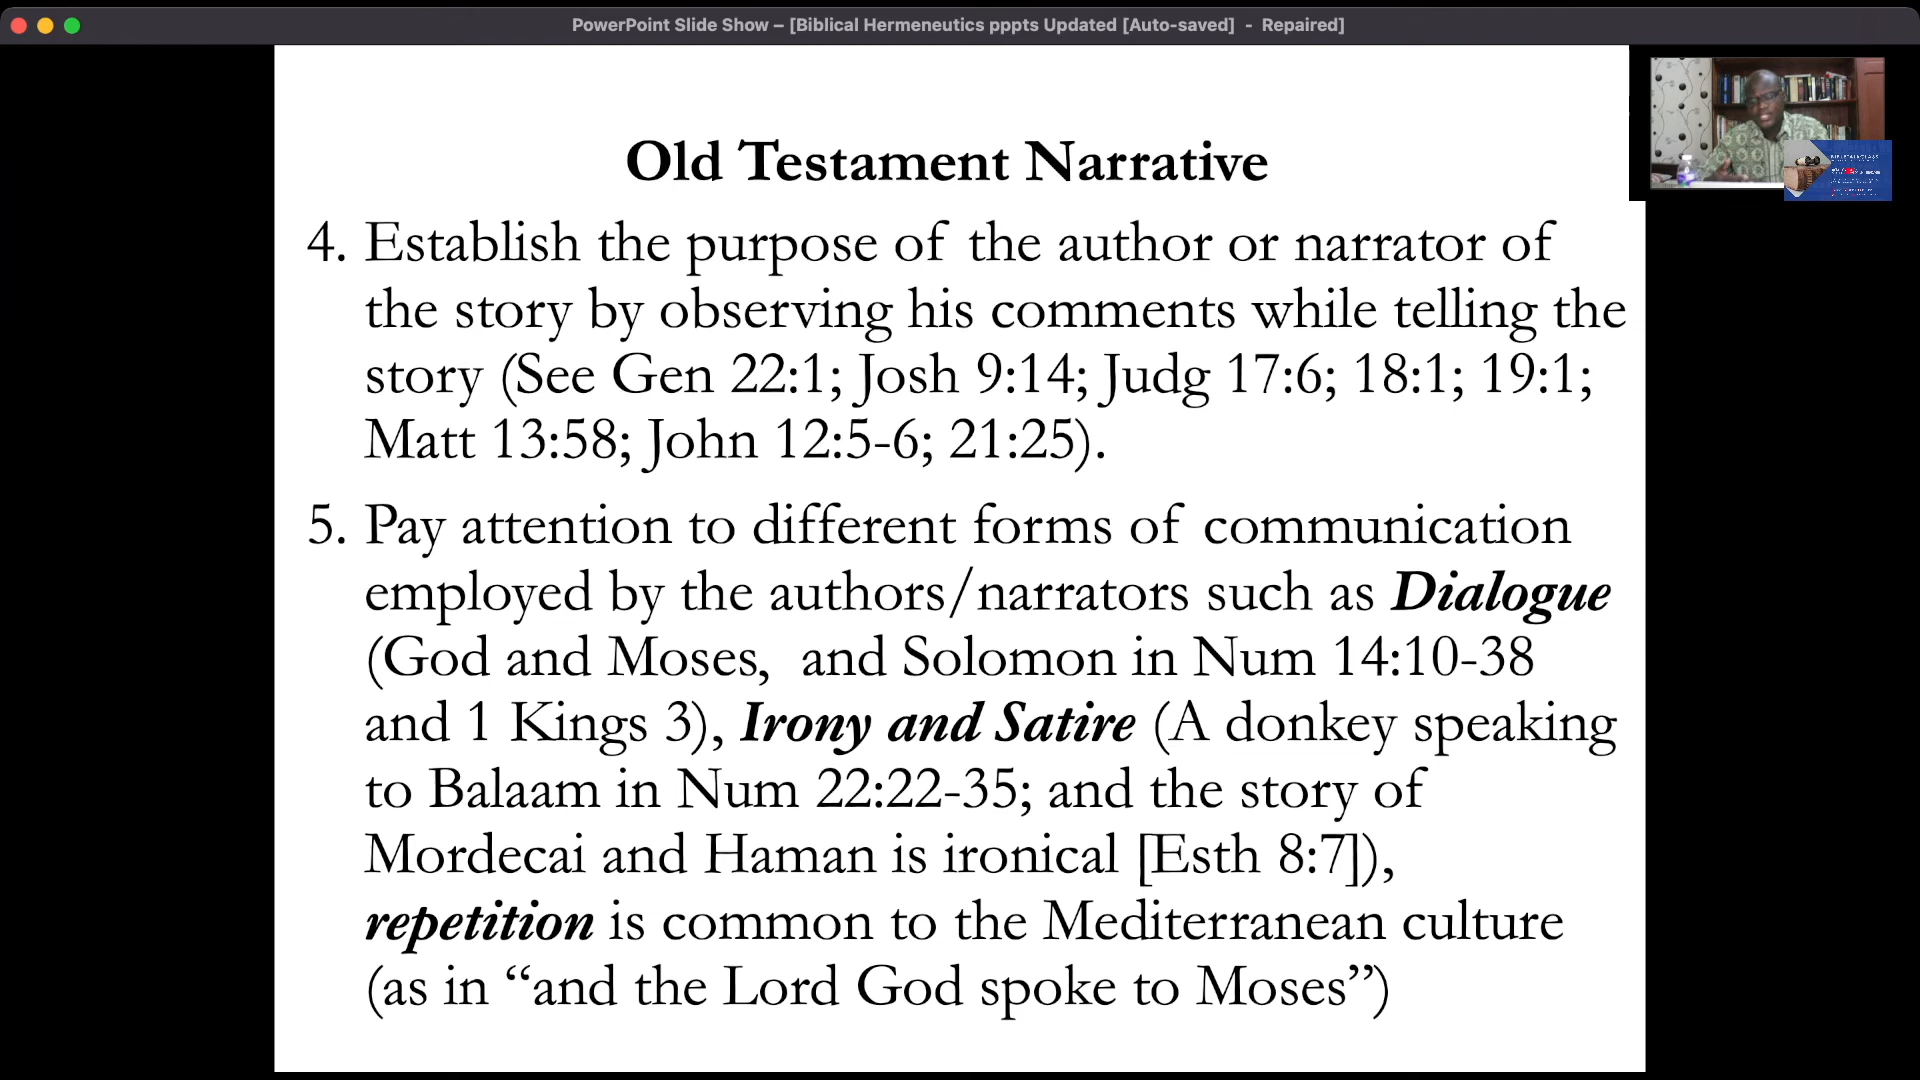 PowerPoint Slide Show – [Biblical Hermeneutics pppts Updated [Auto-saved]  -  Repaired]
Old Testament Narrative
4. Establish the purpose of the author or narrator of
the story by observing his comments while telling the
story (See Gen 22:1; Josh 9:14; Judg 17:6; 18:1; 19:1;
Matt 13:58; John 12:5-6; 21:25).
5. Pay attention to different forms of communication
employed by the authors/narrators such as Dialogue
(God and Moses,  and Solomon in Num 14:10-38
and 1 Kings 3), Irony and Satire (A donkey speaking
to Balaam in Num 22:22-35; and the story of
Mordecai and Haman is ironical [Esth 8:7]),
repetition is common to the Mediterranean culture
(as in “and the Lord God spoke to Moses”)